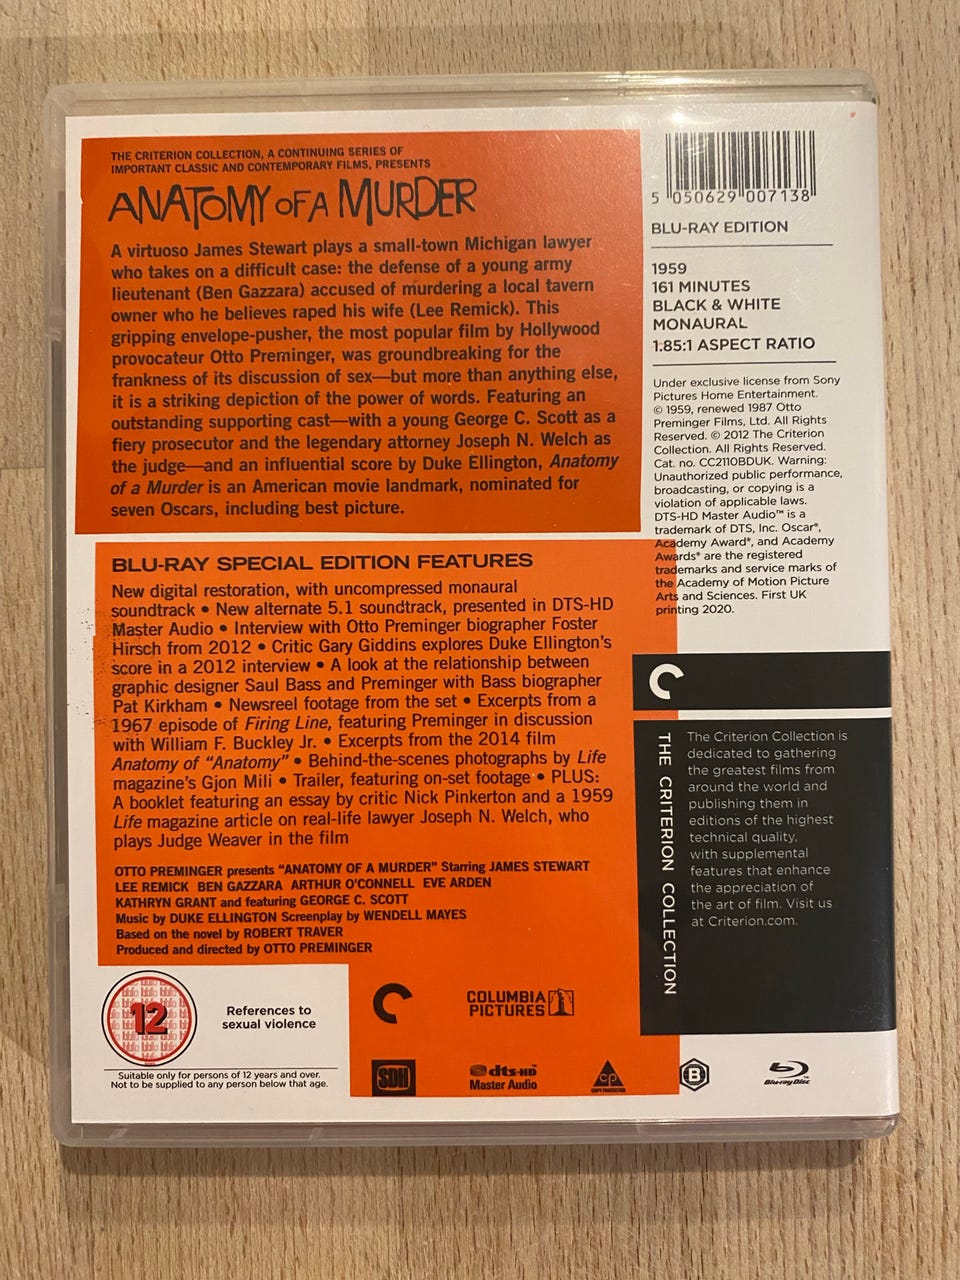 THE CRITERION COLLECTION, A CONTINUING SERIES OF
IMPORTANT CLASSIC AND CONTEMPORARY FILMS, PRESENTS
ANATOMY OF A MURDER
A virtuoso James Stewart plays a small-town Michigan lawyer
who takes on a difficult case: the defense of a young army
lieutenant (Ben Gazzara) accused of murdering a local tavern
owner who he believes raped his wife (Lee Remick). This
gripping envelope-pusher, the most popular film by Hollywood
provocateur Otto Preminger, was groundbreaking for the
frankness of its discussion of sex—but more than anything else,
it is a striking depiction of the power of words. Featuring an
outstanding supporting cast—with a young George C. Scott as a
fiery prosecutor and the legendary attorney Joseph N. Welch as
the judge—and an influential score by Duke Ellington, Anatomy
of a Murder is an American movie landmark, nominated for
seven Oscars, including best picture.
BLU-RAY SPECIAL EDITION FEATURES
New digital restoration, with uncompressed monaural
soundtrack • New alternate 5.1 soundtrack, presented in DTS-HD
Master Audio • Interview with Otto Preminger biographer Foster
Hirsch from 2012 • Critic Gary Giddins explores Duke Ellington's
score in a 2012 interview • A look at the relationship between
graphic designer Saul Bass and Preminger with Bass biographer
Pat Kirkham • Newsreel footage from the set • Excerpts from a
1967 episode of Firing Line, featuring Preminger in discussion
with William F. Buckley Jr. • Excerpts from the 2014 film
Anatomy of "Anatomy" • Behind-the-scenes photographs by Life
magazine's Gjon Mili • Trailer, featuring on-set footage • PLUS:
A booklet featuring an essay by critic Nick Pinkerton and a 1959
Life magazine article on real-life lawyer Joseph N. Welch, who
plays Judge Weaver in the film
OTTO PREMINGER presents "ANATOMY OF A MURDER" Starring JAMES STEWART
LEE REMICK BEN GAZZARA ARTHUR O'CONNELL EVE ARDEN
KATHRYN GRANT and featuring GEORGE C. SCOTT
Music by DUKE ELLINGTON Screenplay by WENDELL MAYES
Based on the novel by ROBERT TRAVER
Produced and directed by OTTO PREMINGER
12
References to
sexual violence
Suitable only for persons of 12 years and over.
Not to be supplied to any person below that age.
COLUMBIA
PICTURES
SDH
dts-HD
Master Audio
CP
COPY PROTECTED
B
Blu-ray Disc
5 050629 007138
BLU-RAY EDITION
1959
161 MINUTES
BLACK & WHITE
MONAURAL
1.85:1 ASPECT RATIO
Under exclusive license from Sony
Pictures Home Entertainment.
© 1959, renewed 1987 Otto
Preminger Films, Ltd. All Rights
Reserved. © 2012 The Criterion
Collection. All Rights Reserved.
Cat. no. CC2110BDUK. Warning:
Unauthorized public performance,
broadcasting, or copying is a
violation of applicable laws.
DTS-HD Master Audio™ is a
trademark of DTS, Inc. Oscar®,
Academy Award®, and Academy
Awards® are the registered
trademarks and service marks of
the Academy of Motion Picture
Arts and Sciences. First UK
printing 2020.
THE CRITERION COLLECTION
The Criterion Collection is
dedicated to gathering
the greatest films from
around the world and
publishing them in
editions of the highest
technical quality,
with supplemental
features that enhance
the appreciation of
the art of film. Visit us
at Criterion.com.